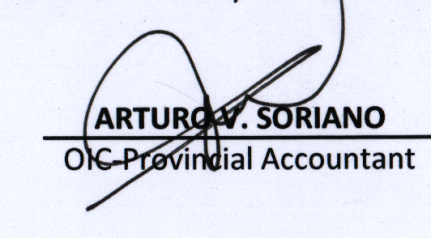 ARTURO V. SORIANO
OIC-Provincial Accountant